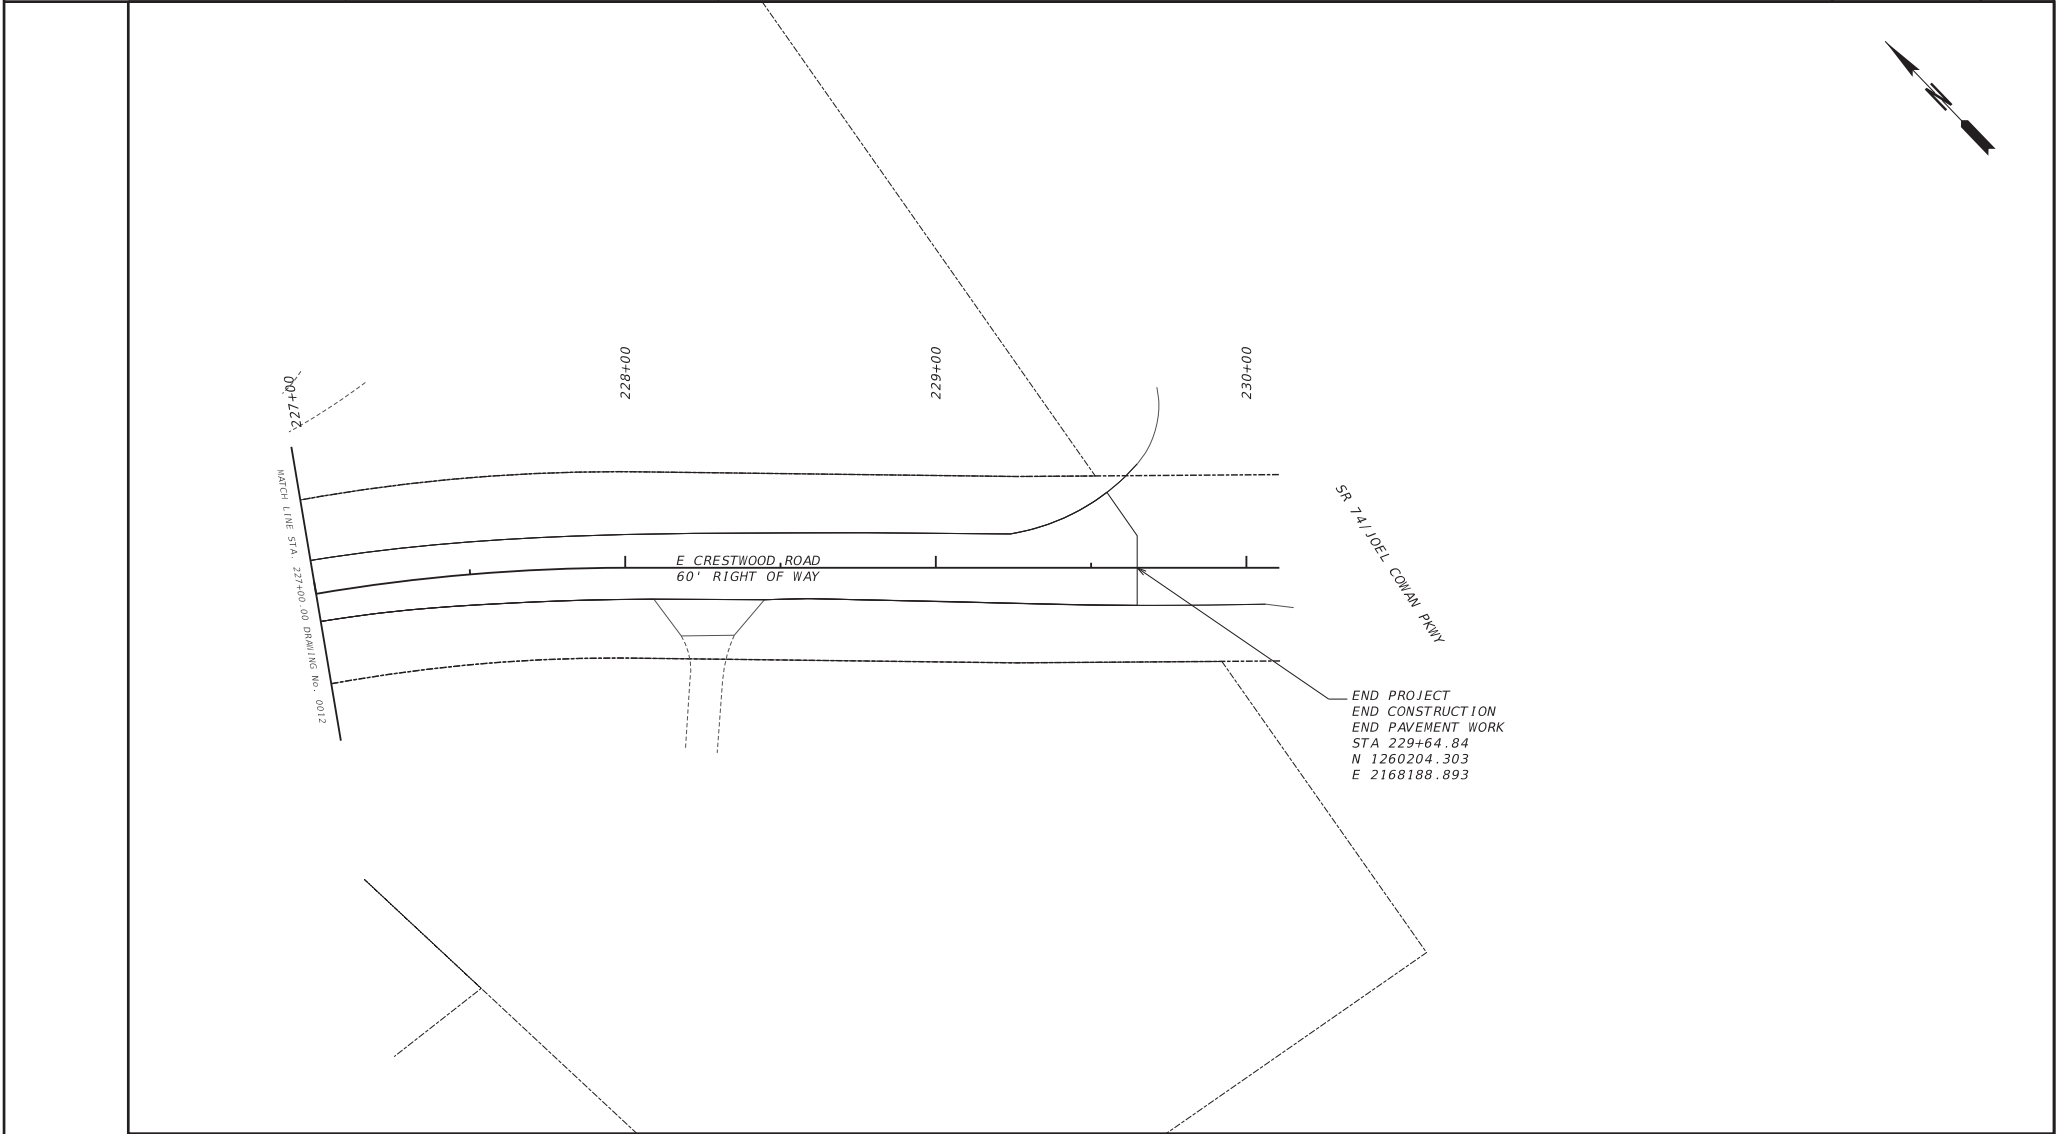 N
228+00
229+00
230+00
227+00
MATCH LINE STA. 227+00.00 DRAWING No. 0012
E CRESTWOOD ROAD
60' RIGHT OF WAY
SR 74/JOEL COWAN PKWY
END PROJECT
END CONSTRUCTION
END PAVEMENT WORK
STA 229+64.84
N 1260204.303
E 2168188.893